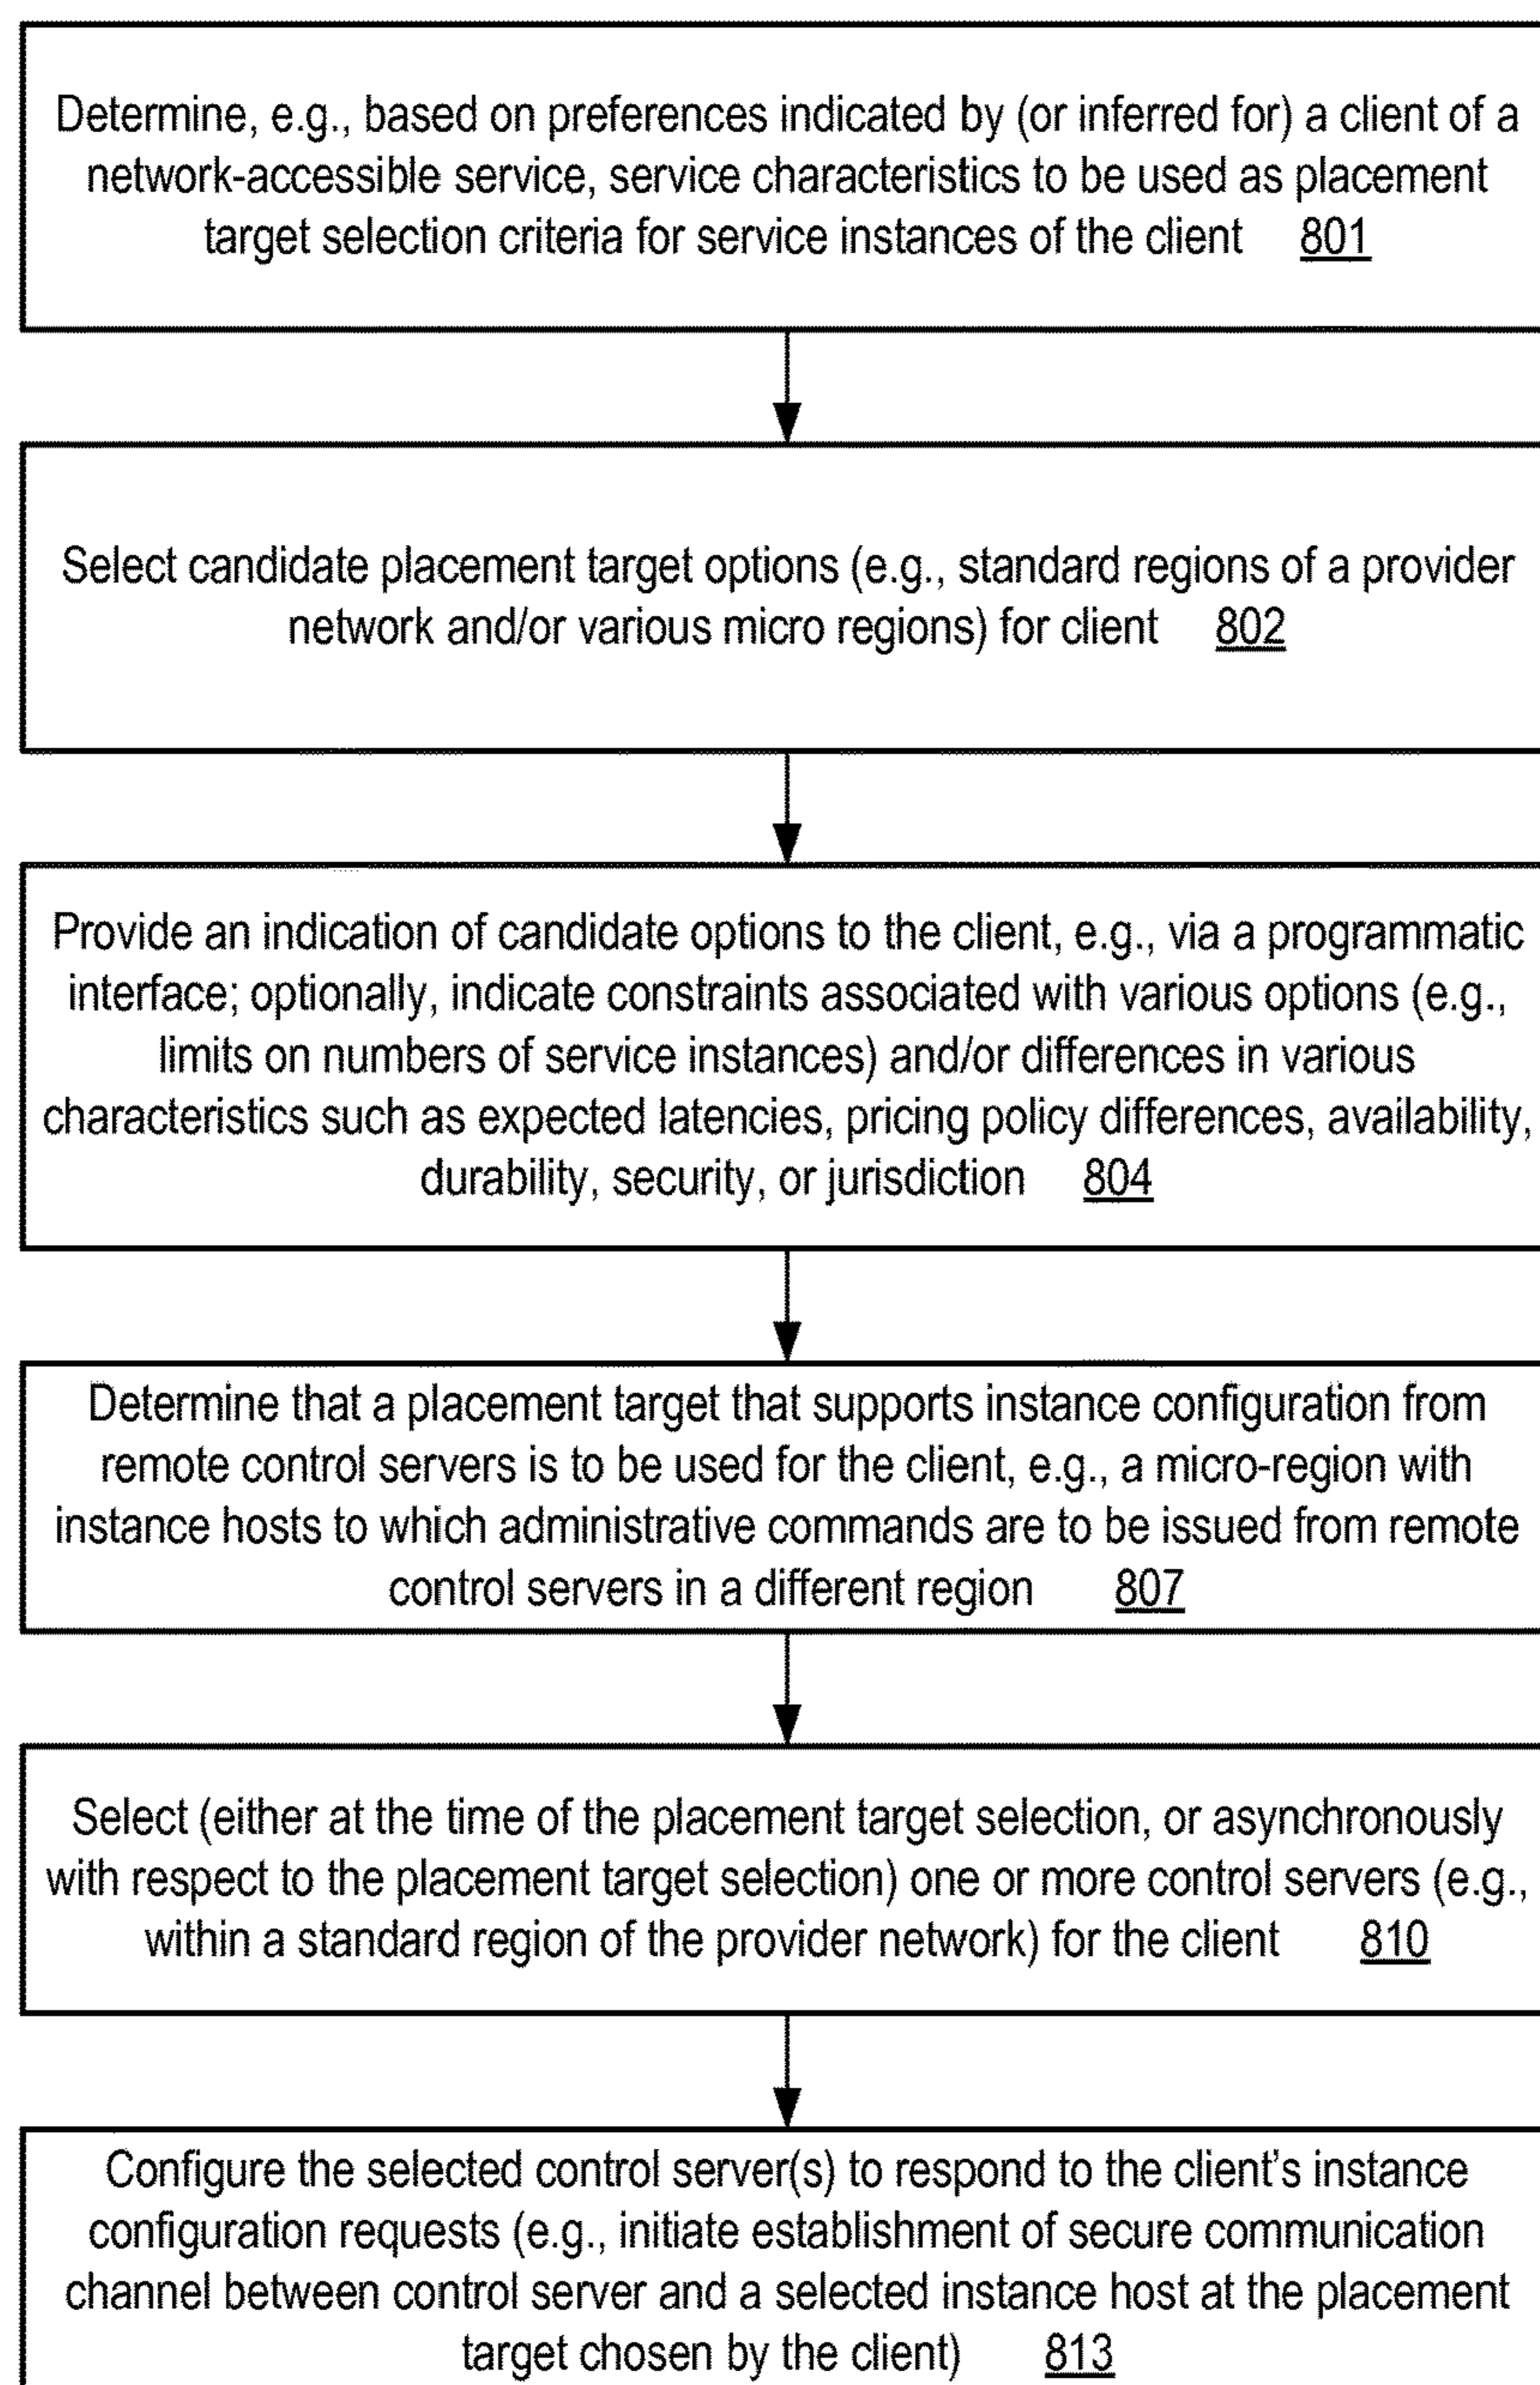 Determine, e.g., based on preferences indicated by (or inferred for) a client of a
network-accessible service, service characteristics to be used as placement
target selection criteria for service instances of the client 801
Select candidate placement target options (e.g., standard regions of a provider
network and/or various micro regions) for client 802
Provide an indication of candidate options to the client, e.g., via a programmatic
interface; optionally, indicate constraints associated with various options (e.g.,
limits on numbers of service instances) and/or differences in various
characteristics such as expected latencies, pricing policy differences, availability,
durability, security, or jurisdiction 804
Determine that a placement target that supports instance configuration from
remote control servers is to be used for the client, e.g., a micro-region with
instance hosts to which administrative commands are to be issued from remote
control servers in a different region 807
Select (either at the time of the placement target selection, or asynchronously
with respect to the placement target selection) one or more control servers (e.g.,
within a standard region of the provider network) for the client 810
Configure the selected control server(s) to respond to the client's instance
configuration requests (e.g., initiate establishment of secure communication
channel between control server and a selected instance host at the placement
target chosen by the client) 813